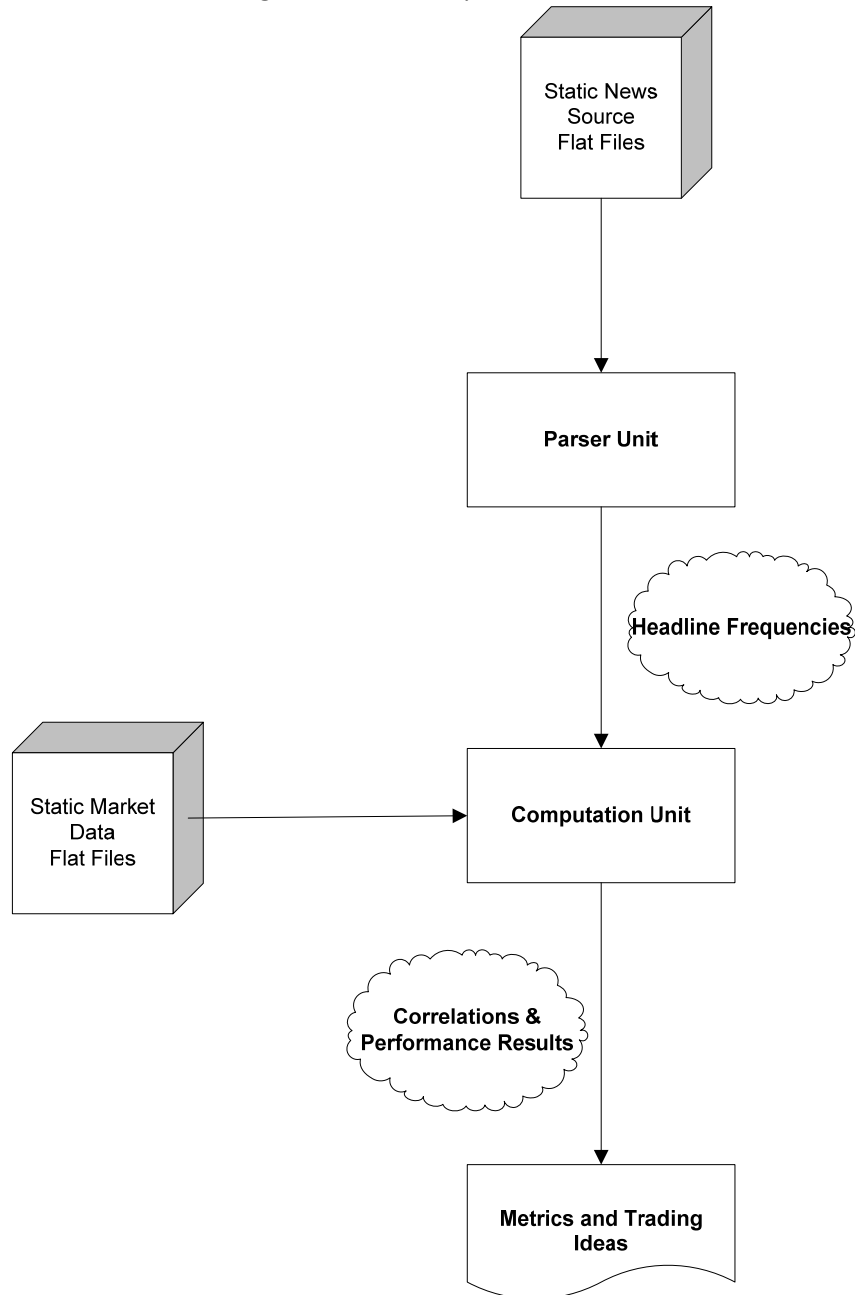 Static News
Source
Flat Files
Parser Unit
Headline Frequencies
Static Market
Data
Flat Files
Computation Unit
Correlations &
Performance Results
Metrics and Trading
Ideas